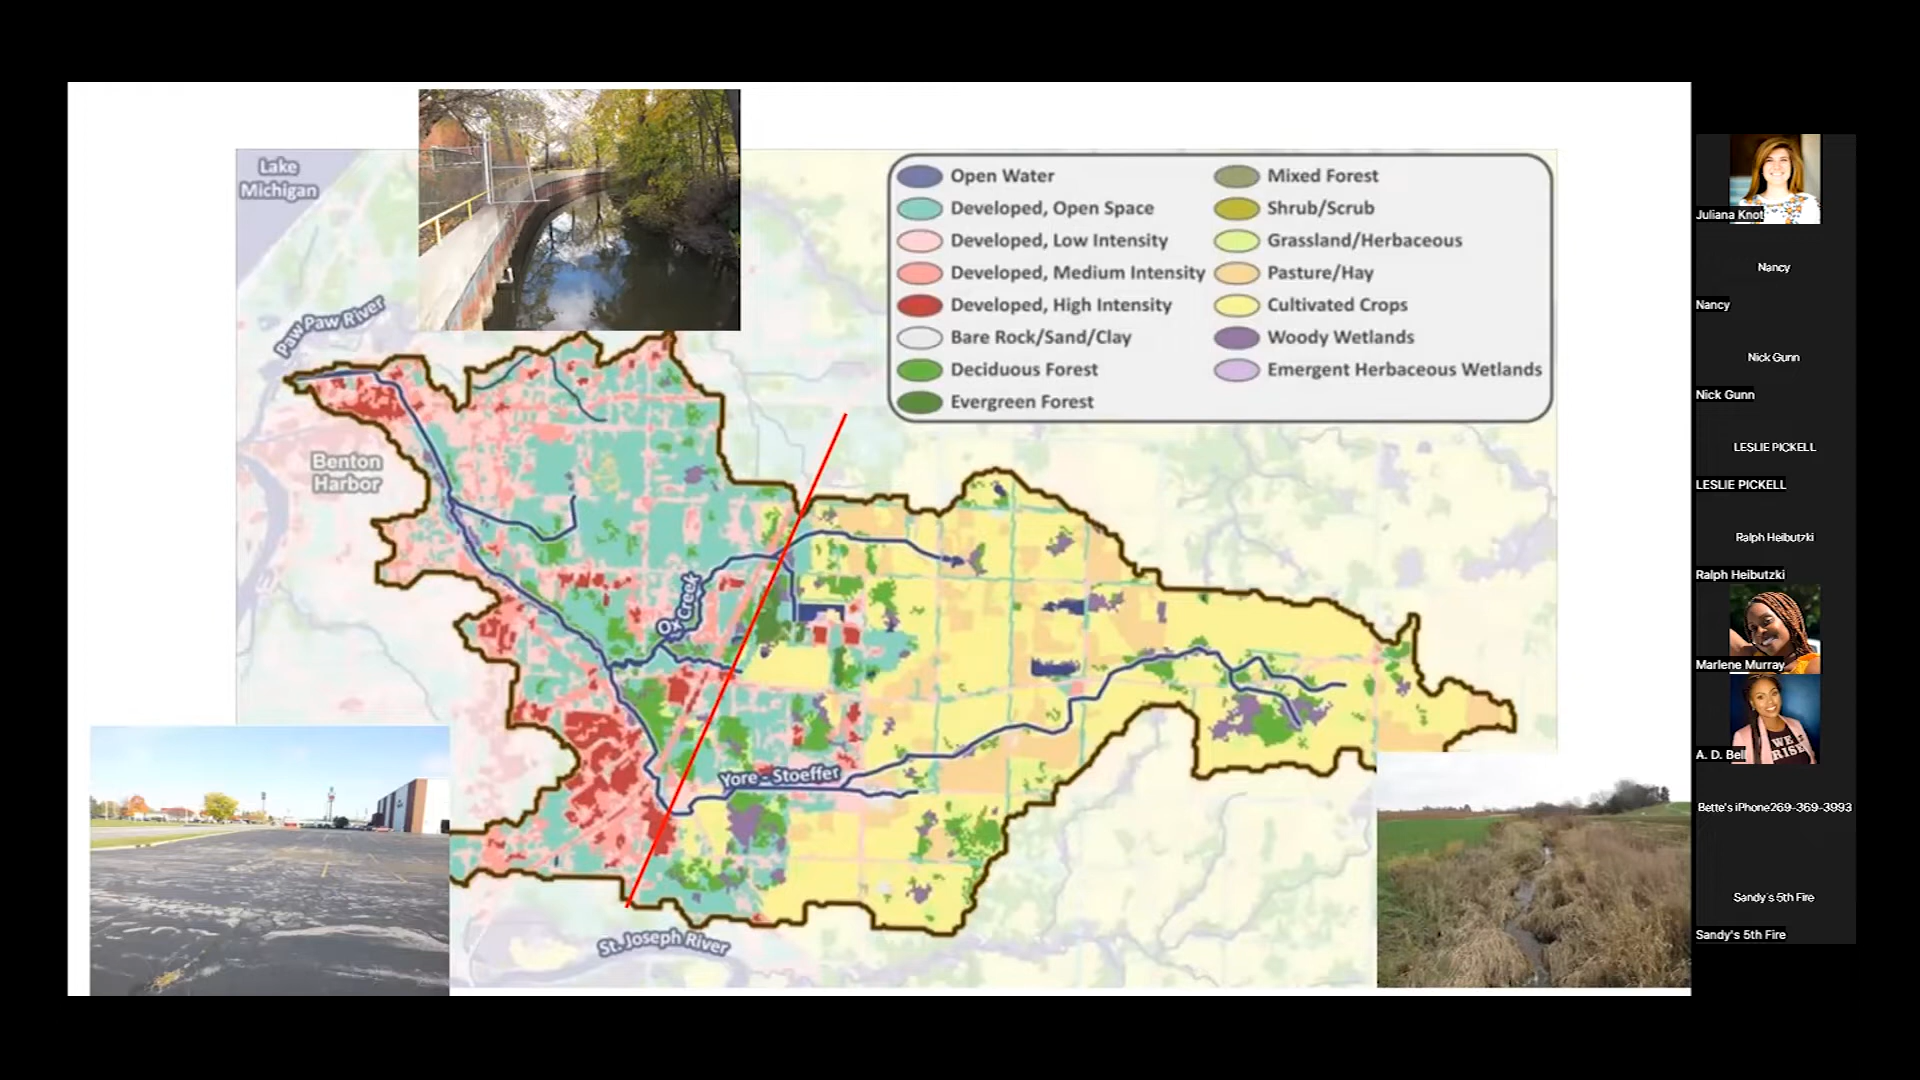 Lake
Michigan
Paw Paw River
Benton
Harbor
Ox Creek
Yore - Stoeffer
St. Joseph River
Open Water
Developed, Open Space
Developed, Low Intensity
Developed, Medium Intensity
Developed, High Intensity
Bare Rock/Sand/Clay
Deciduous Forest
Evergreen Forest
Mixed Forest
Shrub/Scrub
Grassland/Herbaceous
Pasture/Hay
Cultivated Crops
Woody Wetlands
Emergent Herbaceous Wetlands
Juliana Knot
Nancy
Nancy
Nick Gunn
Nick Gunn
LESLIE PICKELL
LESLIE PICKELL
Ralph Heibutzki
Ralph Heibutzki
Marlene Murray
WE
RISE
A. D. Bell
Bette's iPhone269-369-3993
Sandy's 5th Fire
Sandy's 5th Fire